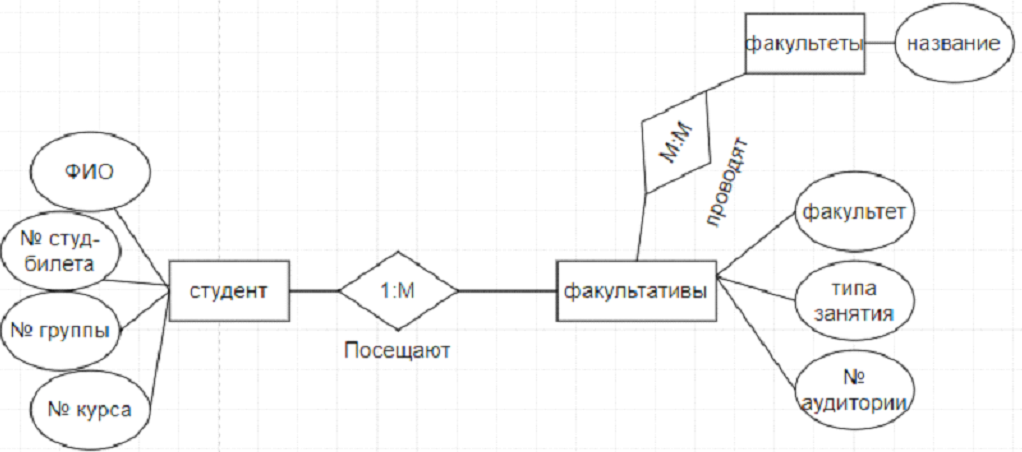 факультеты
название
М:М
проводят
ФИО
№ студ-
билета
№ группы
№ курса
студент
1:М
Посещают
факультативы
факультет
типа
занятия
№
аудитории